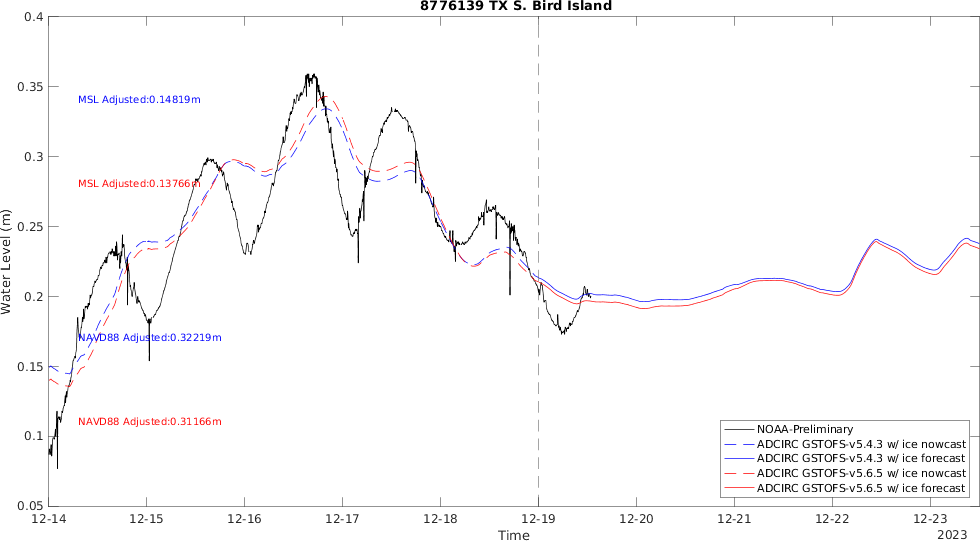 8776139 TX S. Bird Island
0.4
0.35
0.3
0.25
0.2
0.15
0.1
0.05
Water Level (m)
MSL Adjusted:0.14819m
MSL Adjusted:0.13766m
NAVD88 Adjusted:0.32219m
NAVD88 Adjusted:0.31166m
NOAA-Preliminary
ADCIRC GSTOFS-v5.4.3 w/ ice nowcast
ADCIRC GSTOFS-v5.4.3 w/ ice forecast
ADCIRC GSTOFS-v5.6.5 w/ ice nowcast
ADCIRC GSTOFS-v5.6.5 w/ ice forecast
12-14 12-15 12-16 12-17 12-18 12-19 12-20 12-21 12-22 12-23
Time
2023